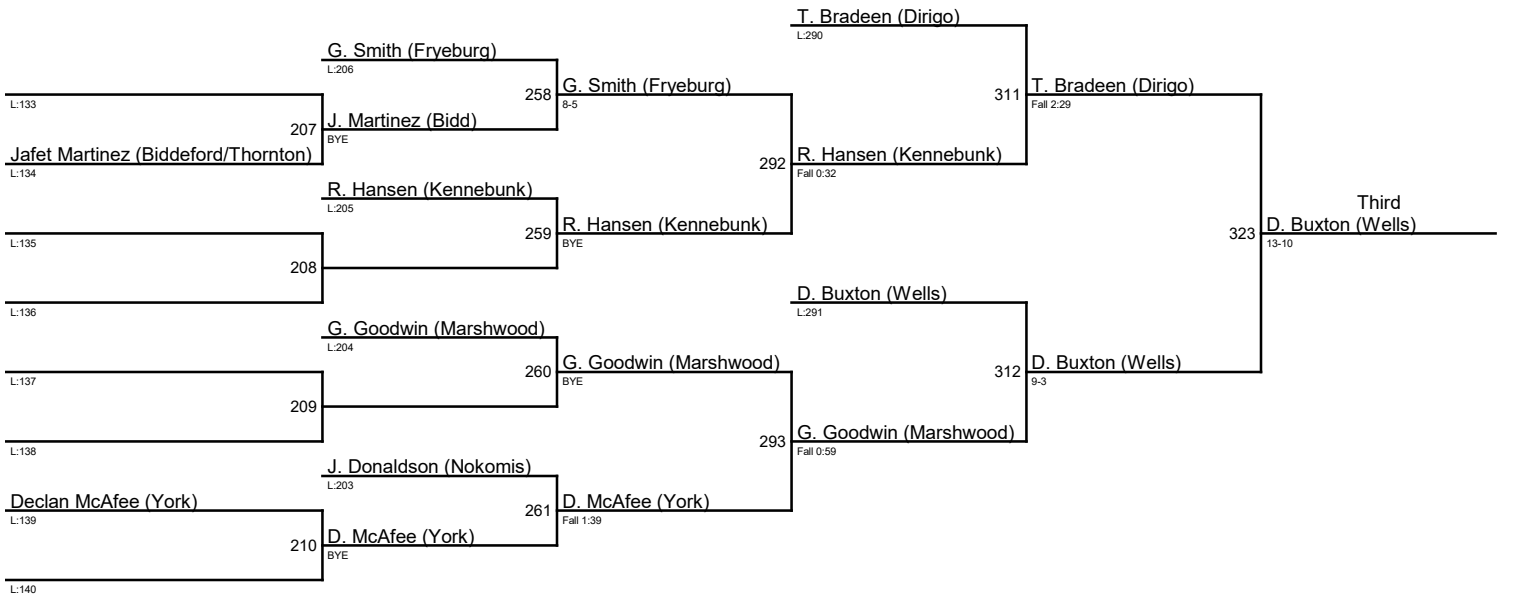 T. Bradeen (Dirigo)
L:290
G. Smith (Fryeburg)
L:206
258
G. Smith (Fryeburg)
8-5
311
T. Bradeen (Dirigo)
Fall 2:29
L:133
207
J. Martinez (Bidd)
BYE
Jafet Martinez (Biddeford/Thornton)
L:134
292
R. Hansen (Kennebunk)
Fall 0:32
R. Hansen (Kennebunk)
L:205
259
R. Hansen (Kennebunk)
BYE
Third
323
D. Buxton (Wells)
13-10
L:135
208
L:136
D. Buxton (Wells)
L:291
G. Goodwin (Marshwood)
L:204
260
G. Goodwin (Marshwood)
BYE
312
D. Buxton (Wells)
9-3
L:137
209
L:138
293
G. Goodwin (Marshwood)
Fall 0:59
J. Donaldson (Nokomis)
L:203
Declan McAfee (York)
L:139
261
D. McAfee (York)
Fall 1:39
210
D. McAfee (York)
BYE
L:140